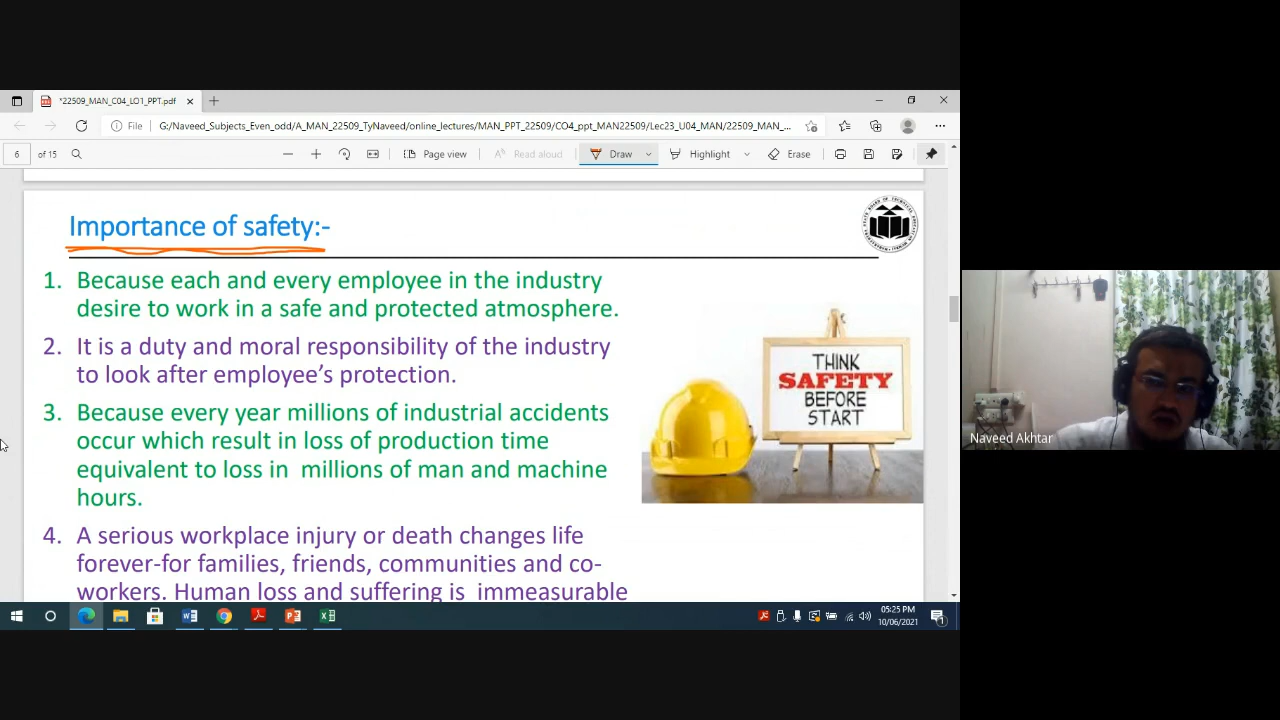 *22509_MAN_C04_LO1_PPT.pdf
File
G:/Naveed_Subjects_Even_odd/A_MAN_22509_TyNaveed/online_lectures/MAN_PPT_22509/CO4_ppt_MAN22509/Lec23_U04_MAN/22509_MAN_...
6 of 15
Page view
Read aloud
Draw
Highlight
Erase
Importance of safety:-
1. Because each and every employee in the industry
desire to work in a safe and protected atmosphere.
2. It is a duty and moral responsibility of the industry
to look after employee’s protection.
3. Because every year millions of industrial accidents
occur which result in loss of production time
equivalent to loss in millions of man and machine
hours.
4. A serious workplace injury or death changes life
forever-for families, friends, communities and co-
workers. Human loss and suffering is immeasurable
THINK
SAFETY
BEFORE
START
Naveed Akhtar
05:25 PM
10/06/2021
1